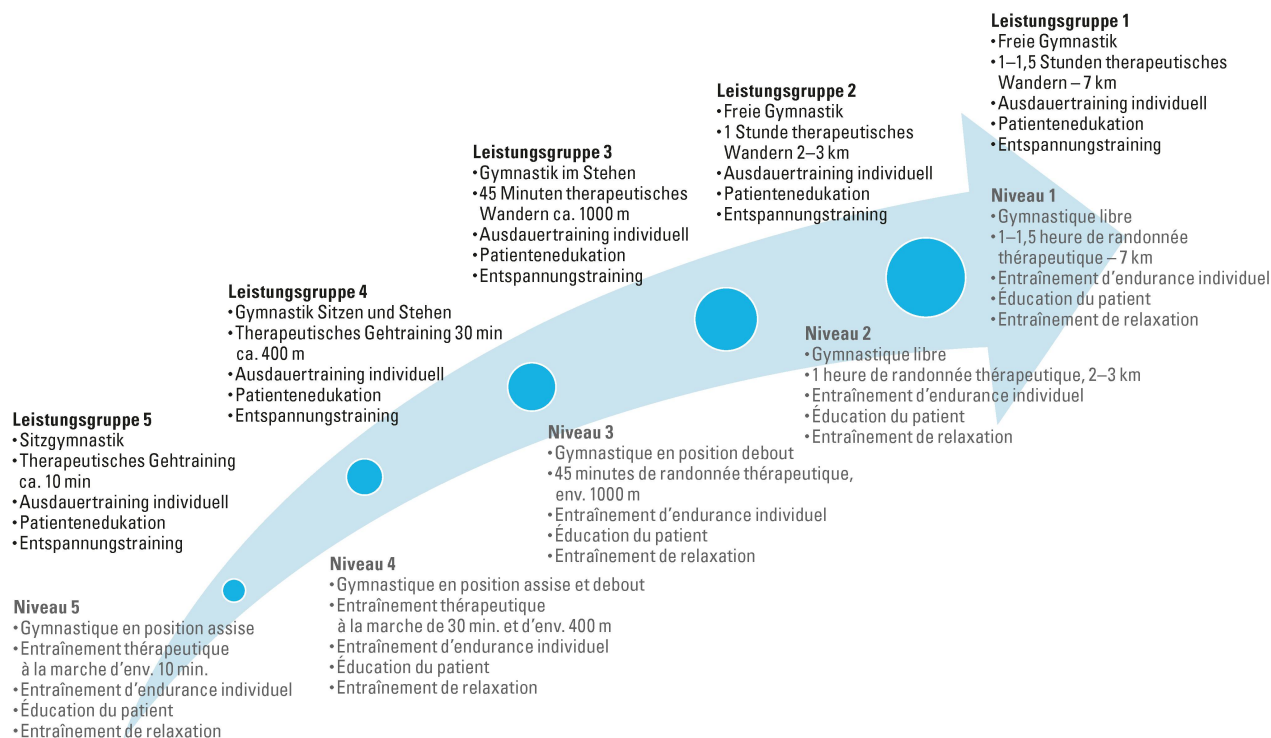 Leistungsgruppe 1
• Freie Gymnastik
• 1–1,5 Stunden therapeutisches
Wandern – 7 km
• Ausdauertraining individuell
• Patientenedukation
• Entspannungstraining
Leistungsgruppe 2
• Freie Gymnastik
• 1 Stunde therapeutisches
Wandern 2–3 km
• Ausdauertraining individuell
• Patientenedukation
• Entspannungstraining
Leistungsgruppe 3
• Gymnastik im Stehen
• 45 Minuten therapeutisches
Wandern ca. 1000 m
• Ausdauertraining individuell
• Patientenedukation
• Entspannungstraining
Leistungsgruppe 4
• Gymnastik Sitzen und Stehen
• Therapeutisches Gehtraining 30 min
ca. 400 m
• Ausdauertraining individuell
• Patientenedukation
• Entspannungstraining
Leistungsgruppe 5
• Sitzgymnastik
• Therapeutisches Gehtraining
ca. 10 min
• Ausdauertraining individuell
• Patientenedukation
• Entspannungstraining
Niveau 1
• Gymnastique libre
• 1–1,5 heure de randonnée
thérapeutique – 7 km
• Entraînement d’endurance individuel
• Éducation du patient
• Entraînement de relaxation
Niveau 2
• Gymnastique libre
• 1 heure de randonnée thérapeutique, 2–3 km
• Entraînement d’endurance individuel
• Éducation du patient
• Entraînement de relaxation
Niveau 3
• Gymnastique en position debout
• 45 minutes de randonnée thérapeutique,
env. 1000 m
• Entraînement d’endurance individuel
• Éducation du patient
• Entraînement de relaxation
Niveau 4
• Gymnastique en position assise et debout
• Entraînement thérapeutique
à la marche de 30 min. et d’env. 400 m
• Entraînement d’endurance individuel
• Éducation du patient
• Entraînement de relaxation
Niveau 5
• Gymnastique en position assise
• Entraînement thérapeutique
à la marche d’env. 10 min.
• Entraînement d’endurance individuel
• Éducation du patient
• Entraînement de relaxation